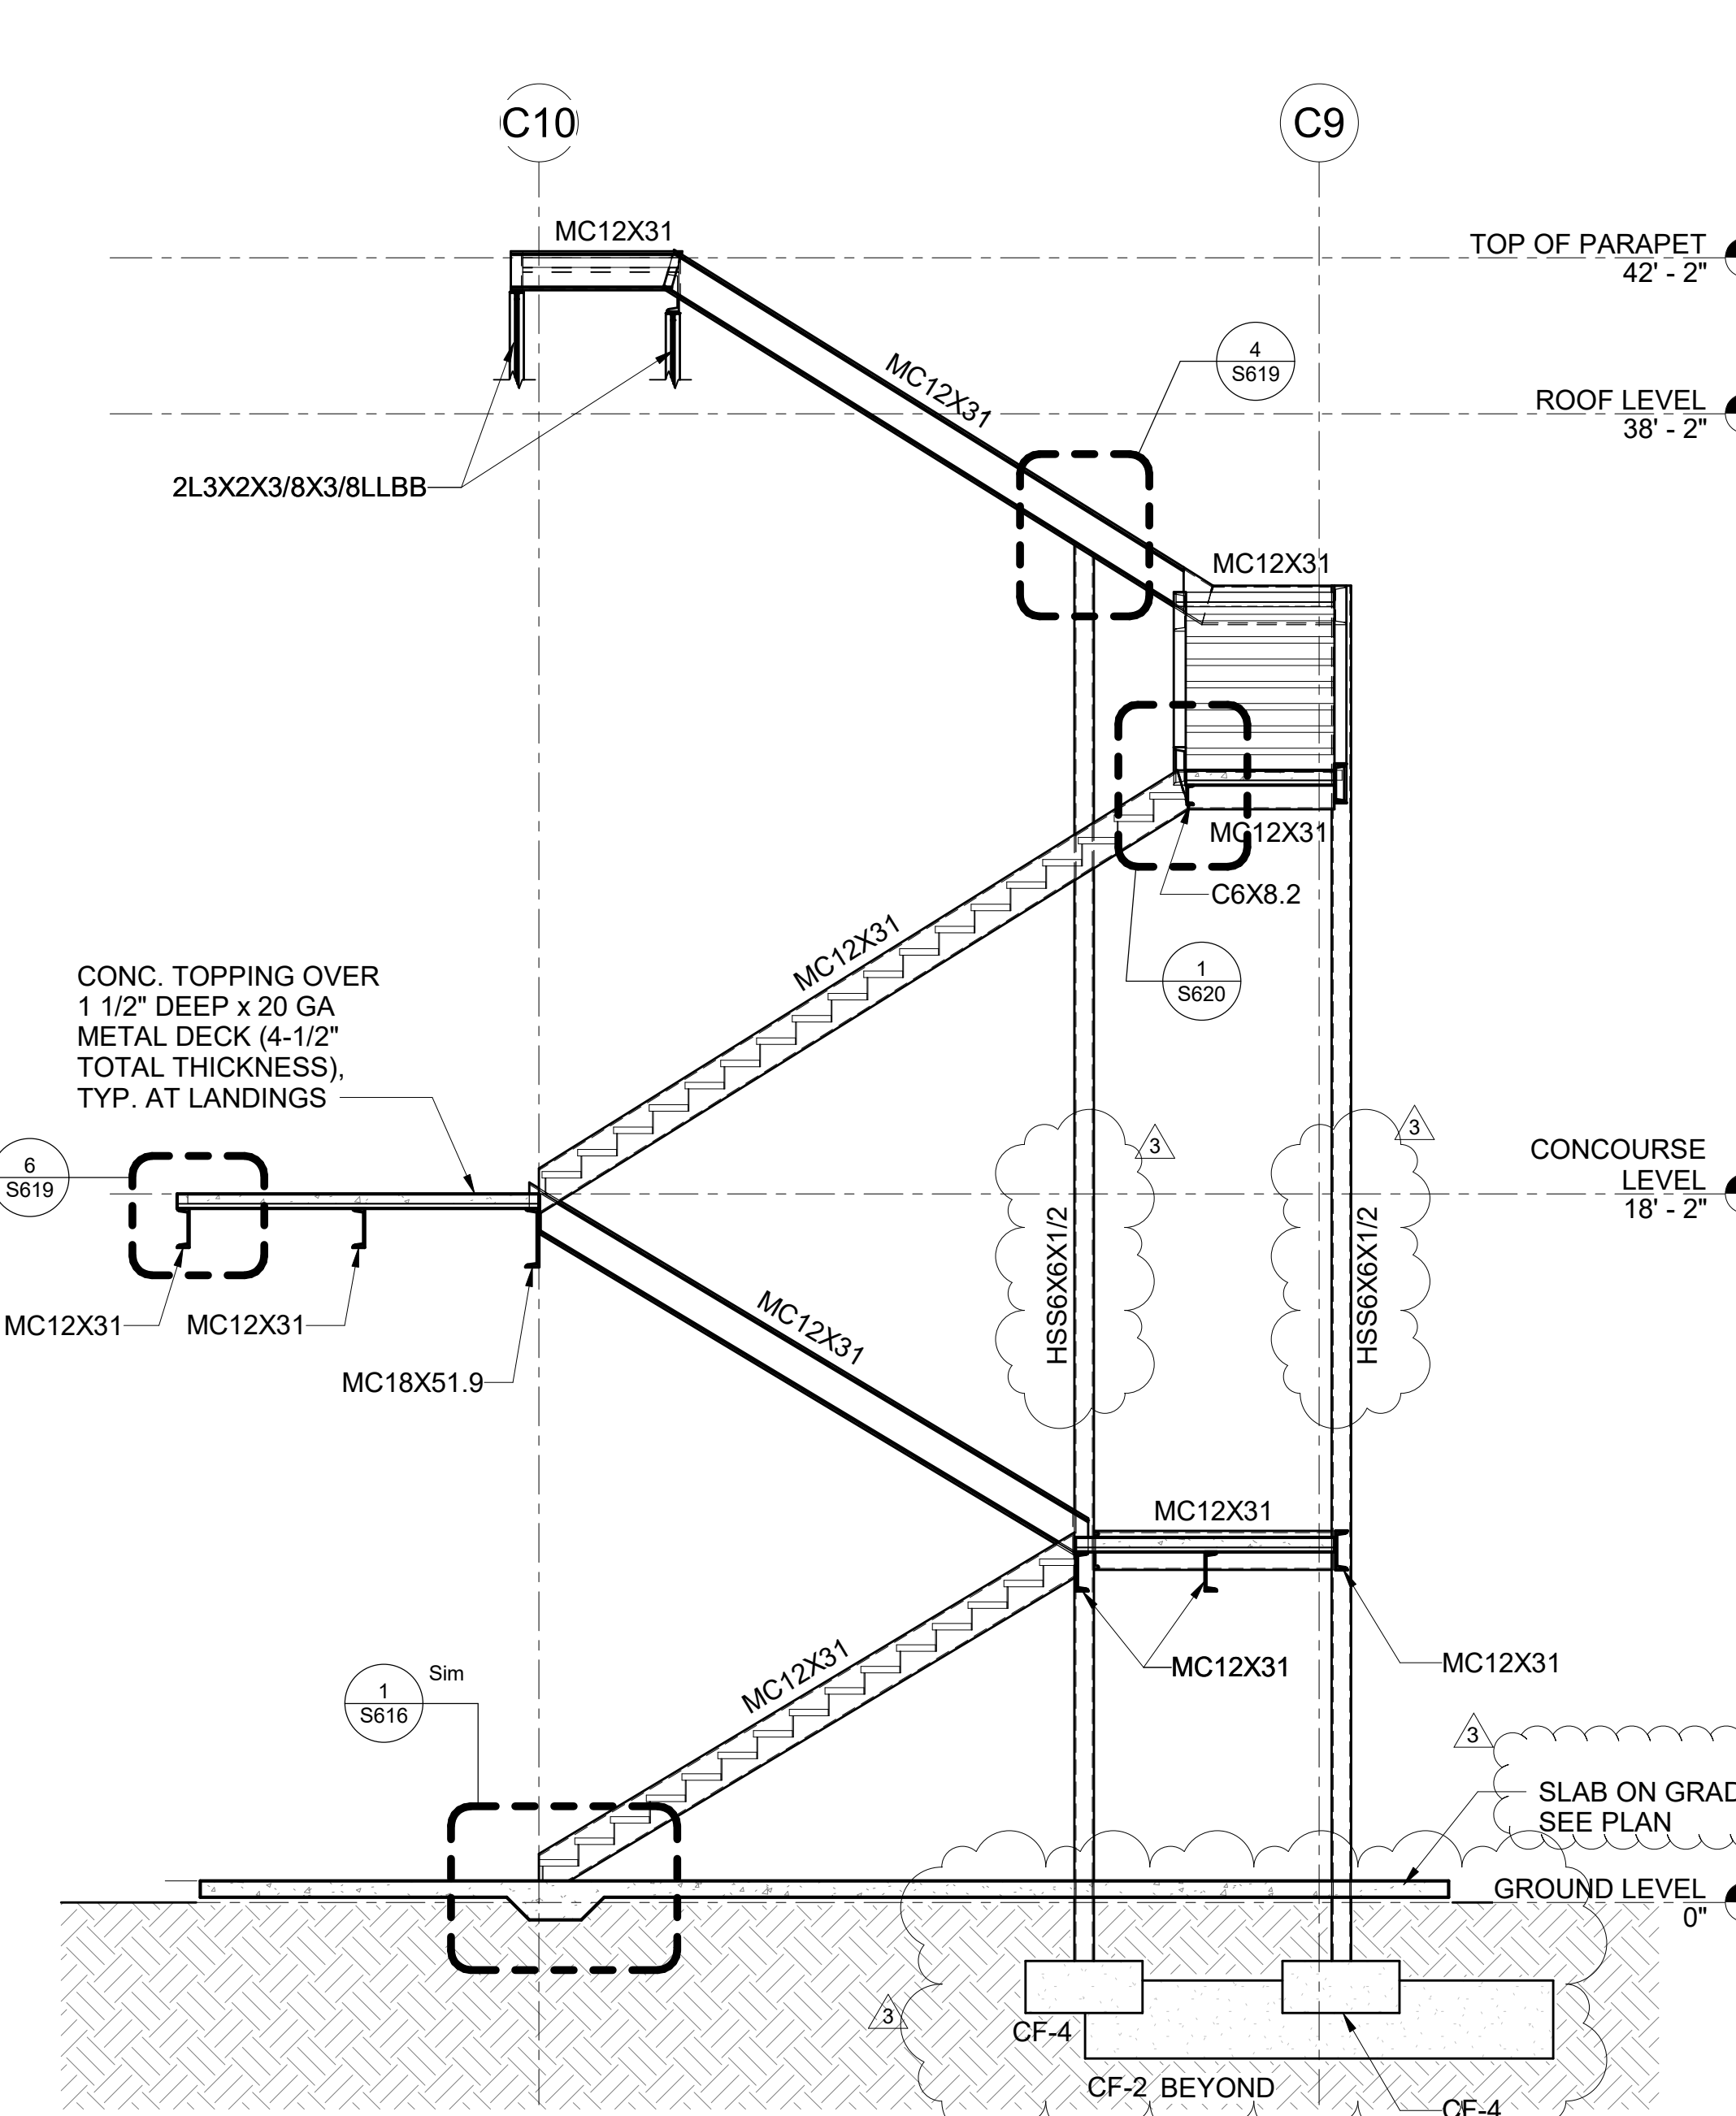 C10
C9
MC12X31
TOP OF PARAPET
42' - 2"
4
S619
MC12X31
ROOF LEVEL
38' - 2"
2L3X2X3/8X3/8LLBB
MC12X31
MC12X31
C6X8.2
MC12X31
1
S620
CONC. TOPPING OVER
1 1/2" DEEP x 20 GA
METAL DECK (4-1/2"
TOTAL THICKNESS),
TYP. AT LANDINGS
3
3
CONCOURSE
LEVEL
18' - 2"
6
S619
HSS6X6X1/2
HSS6X6X1/2
MC12X31
MC12X31
MC12X31
MC18X51.9
MC12X31
MC12X31
MC12X31
MC12X31
1
S616
Sim
3
SLAB ON GRAD
SEE PLAN
GROUND LEVEL
0"
3
CF-4
CF-2 BEYOND
CF-4